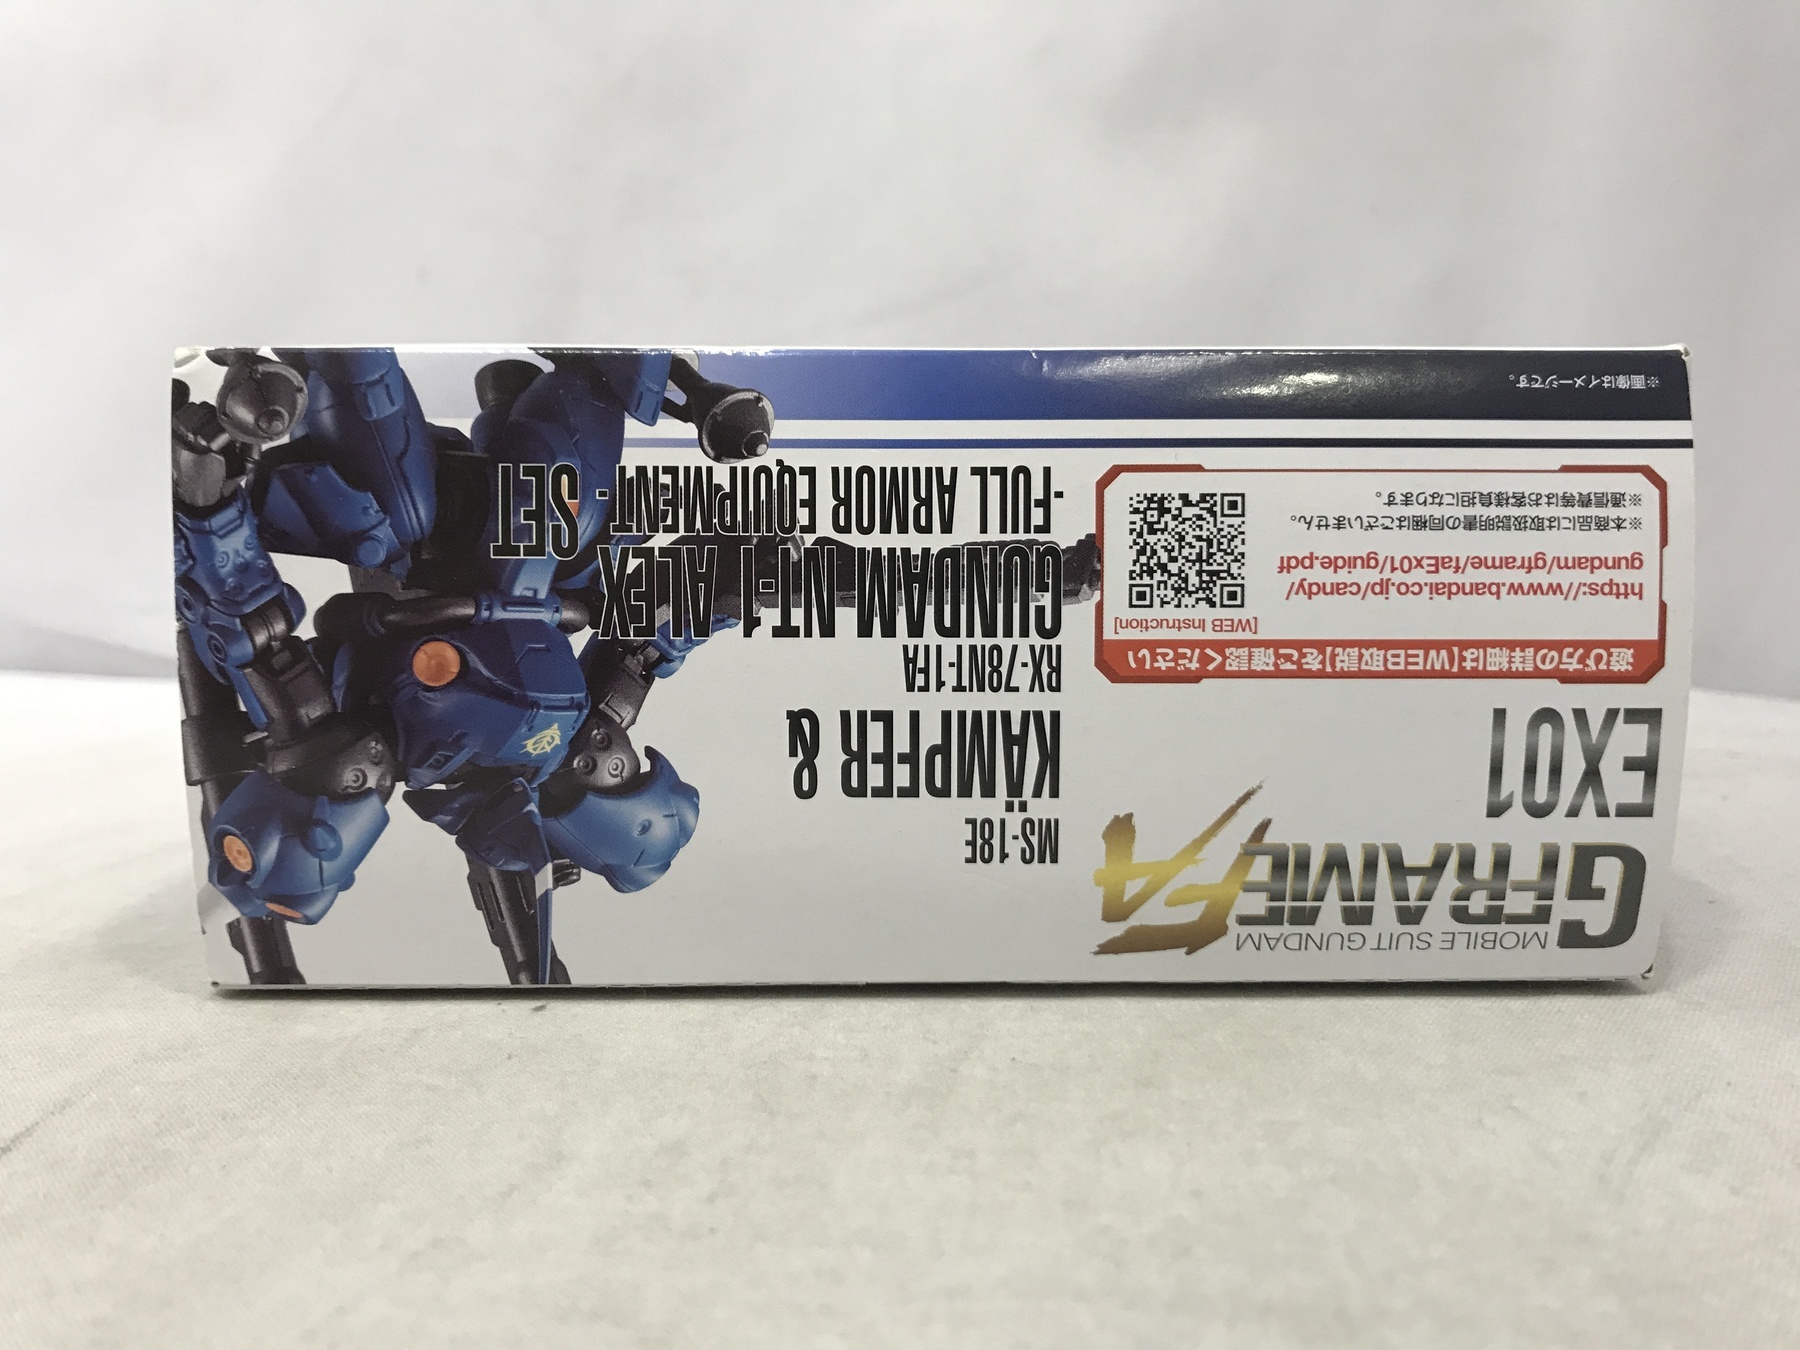 MOBILE SUIT GUNDAM
GFRAME FA
EX01
遊び方の詳細は【WEB取説】をご確認ください
[WEB Instruction]
https://www.bandai.co.jp/candy/
gundam/gframe/faEx01/guide.pdf
※本商品には取扱説明書の同梱はございません。
※通信費等はお客様負担になります。
MS-18E
KÄMPFER &
RX-78NT-1FA
GUNDAM NT-1 ALEX
-FULL ARMOR EQUIPMENT- SET
※画像はイメージです。